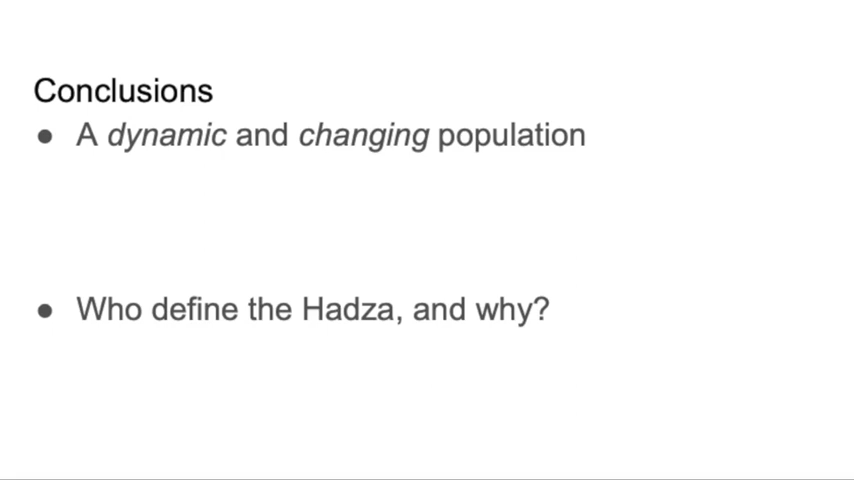 Conclusions
● A dynamic and changing population
● Who define the Hadza, and why?